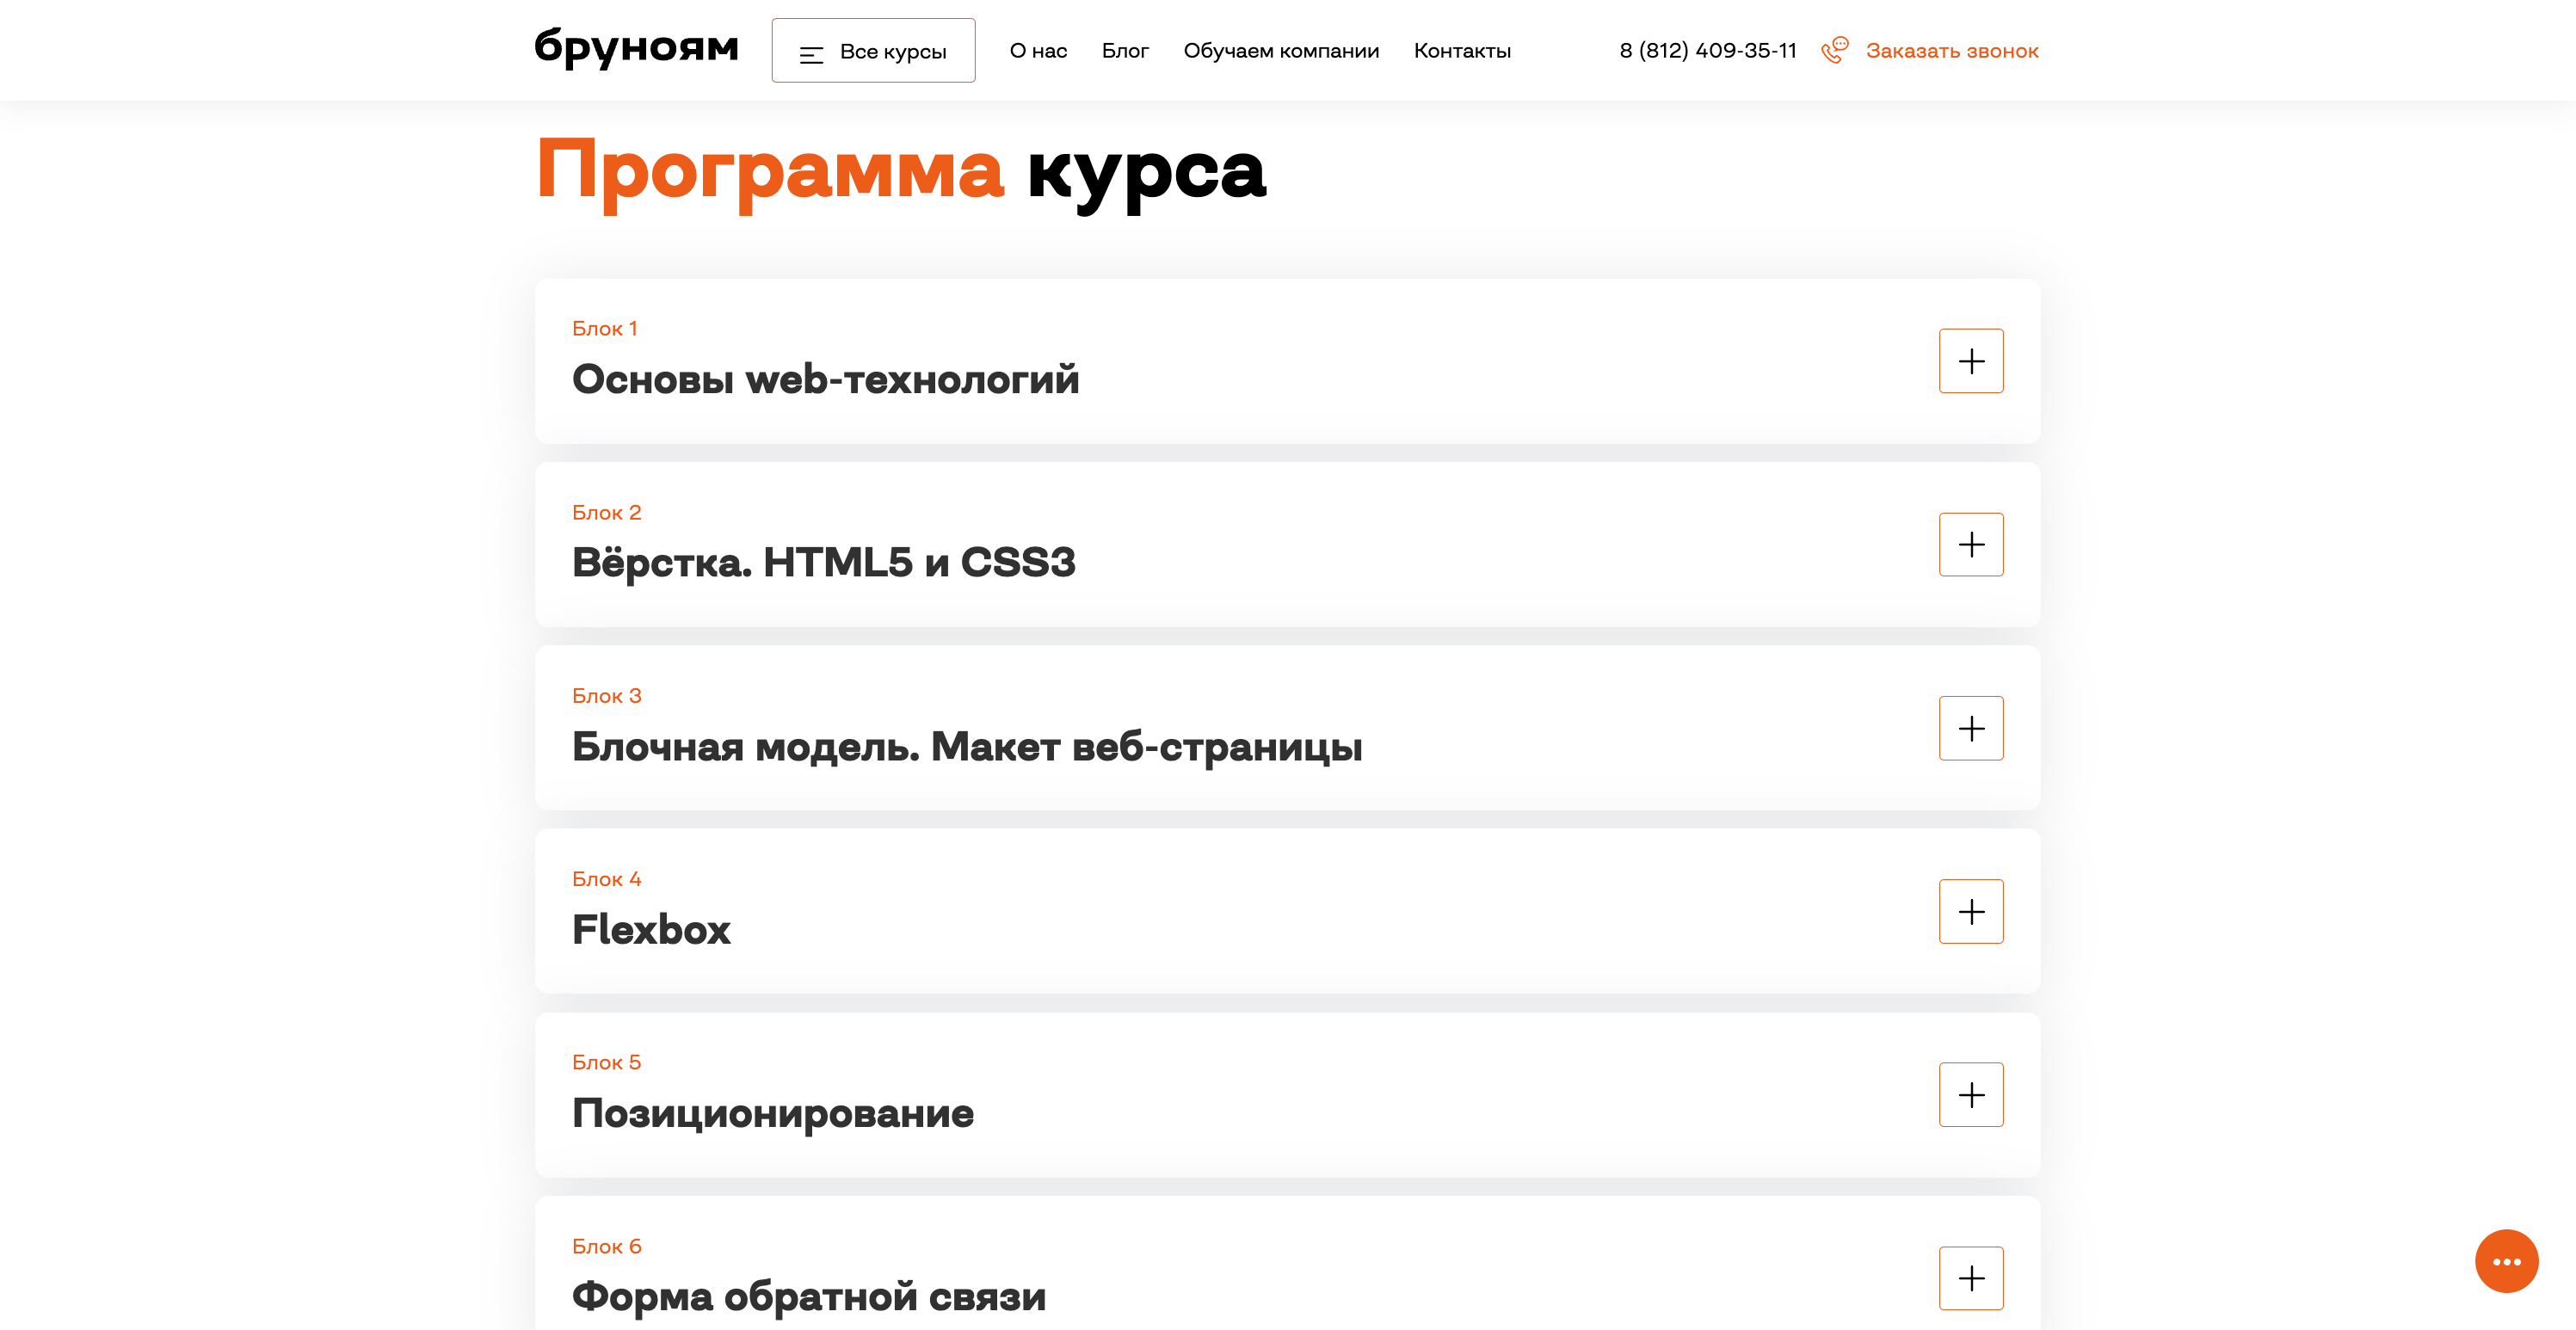 бруноям
Все курсы
О нас
Блог
Обучаем компании
Контакты
8 (812) 409-35-11
Заказать звонок
Программа курса
Блок 1
Основы web-технологий
Блок 2
Вёрстка. HTML5 и CSS3
Блок 3
Блочная модель. Макет веб-страницы
Блок 4
Flexbox
Блок 5
Позиционирование
Блок 6
Форма обратной связи